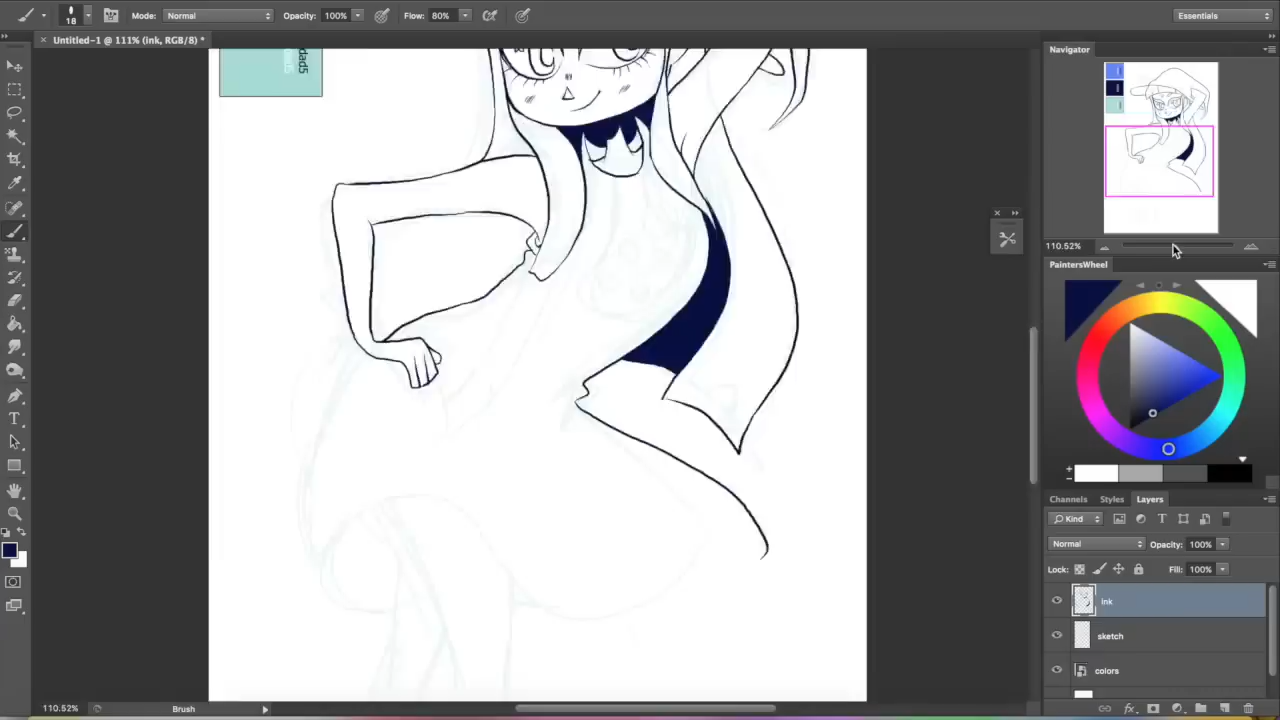 18
Mode: Normal
Opacity: 100%
Flow: 80%
Essentials
Untitled-1 @ 111% (ink, RGB/8) *
Navigator
110.52%
PaintersWheel
Channels
Styles
Layers
Kind
Normal
Opacity: 100%
Lock:
Fill: 100%
ink
sketch
colors
110.52%
Brush